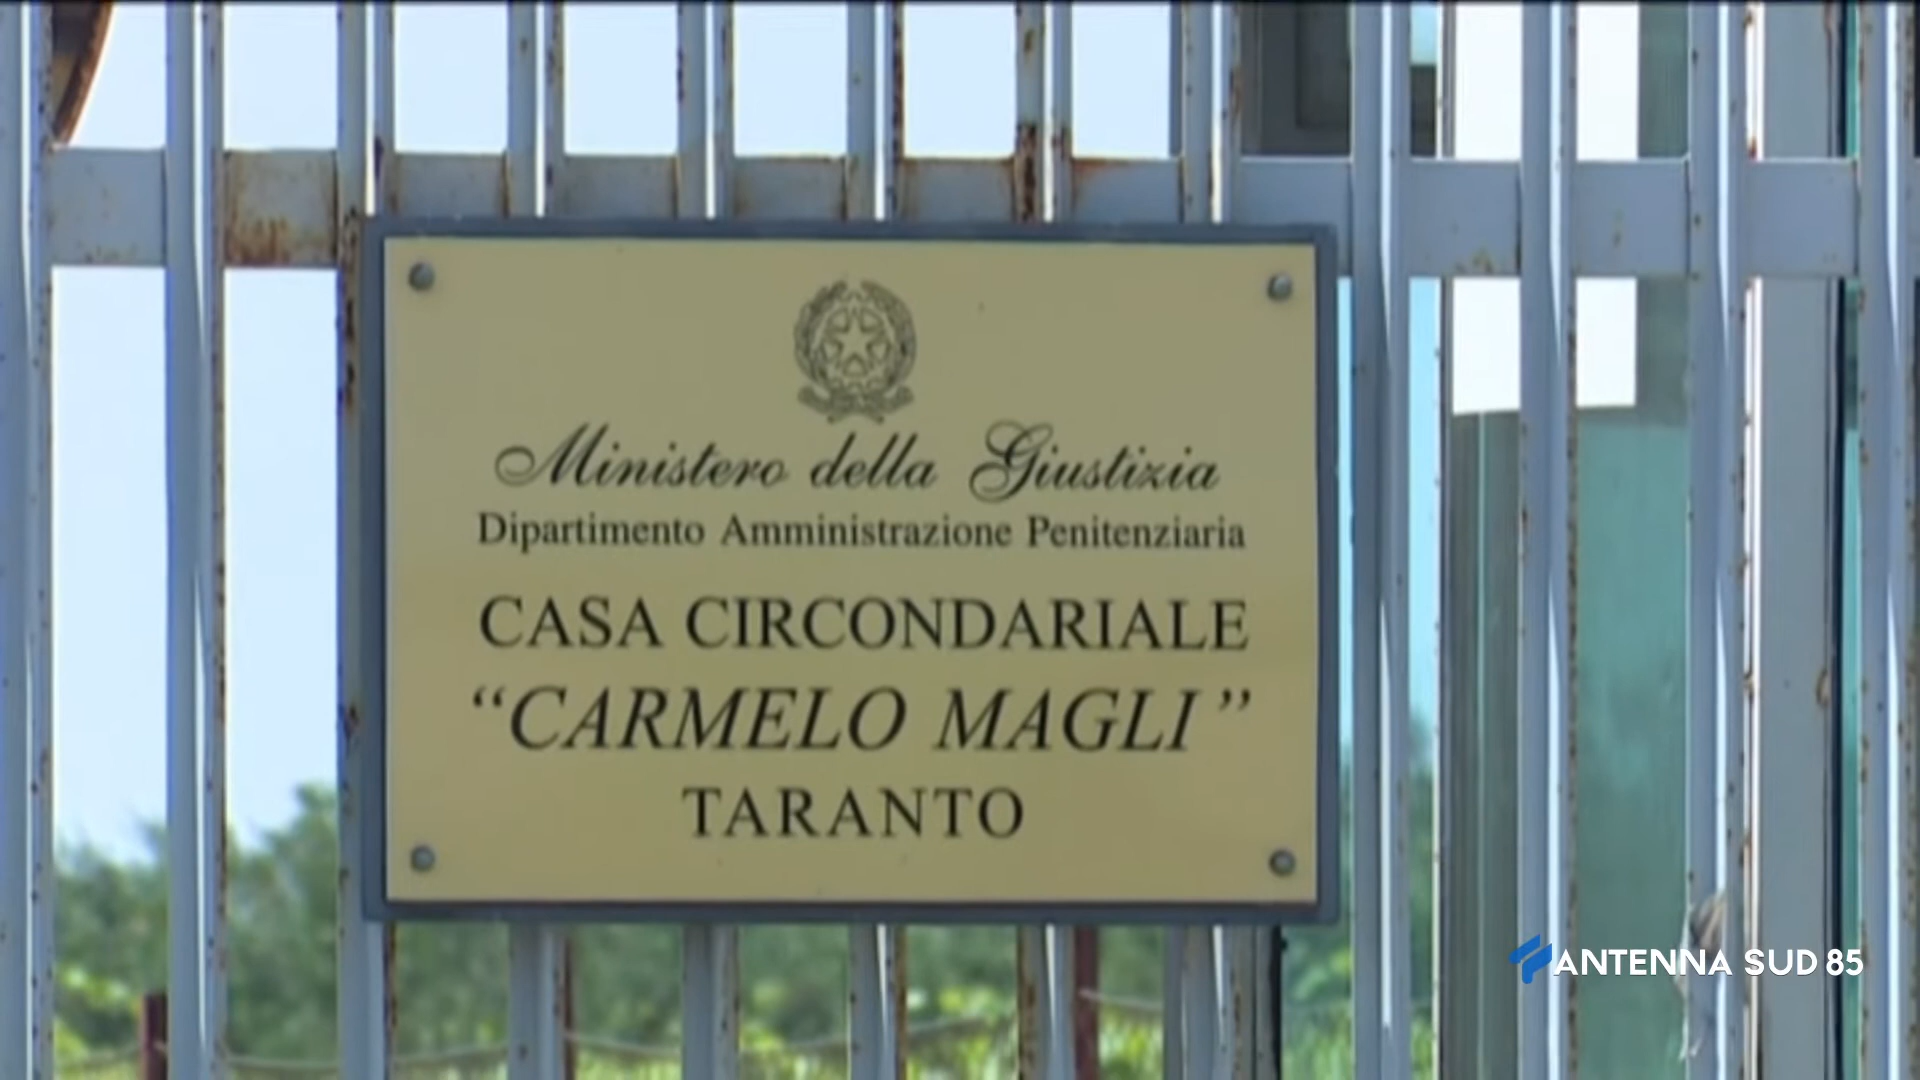 Ministero della Giustizia
Dipartimento Amministrazione Penitenziaria
CASA CIRCONDARIALE
“CARMELO MAGLI”
TARANTO
ANTENNA SUD 85